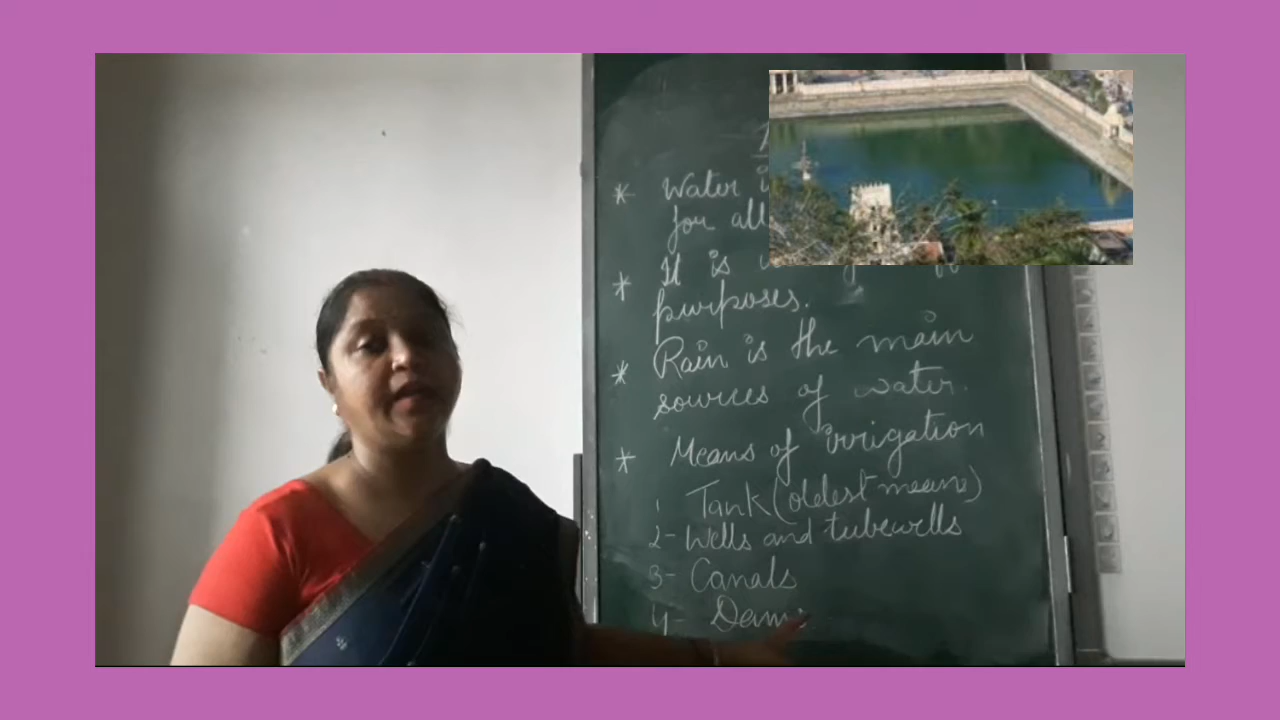 * Water
for all
* It is
purposes.
* Rain is the main
sources of water.
* Means of irrigation
1 Tank (oldest means)
2- Wells and tubewells
3- Canals
4- Dams